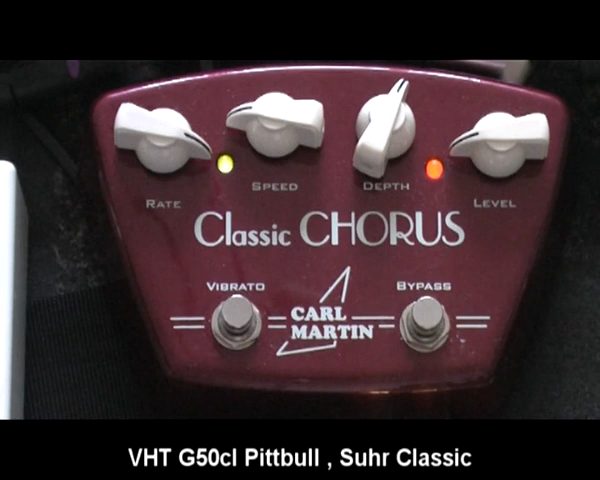 RATE
SPEED
DEPTH
LEVEL
Classic CHORUS
VIBRATO
BYPASS
CARL
MARTIN
VHT G50cl Pittbull , Suhr Classic